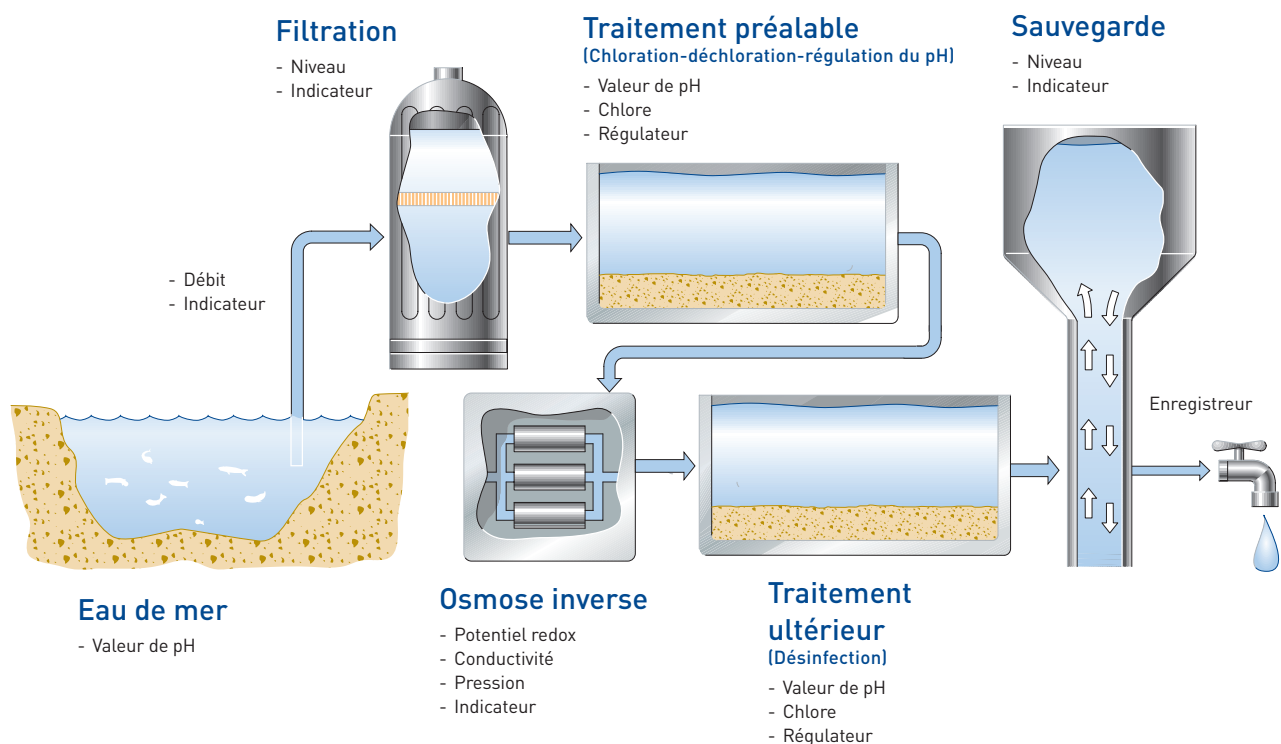 Filtration
- Niveau
- Indicateur
Traitement préalable
(Chloration-déchloration-régulation du pH)
- Valeur de pH
- Chlore
- Régulateur
Sauvegarde
- Niveau
- Indicateur
- Débit
- Indicateur
Enregistreur
Eau de mer
- Valeur de pH
Osmose inverse
- Potentiel redox
- Conductivité
- Pression
- Indicateur
Traitement
ultérieur
(Désinfection)
- Valeur de pH
- Chlore
- Régulateur